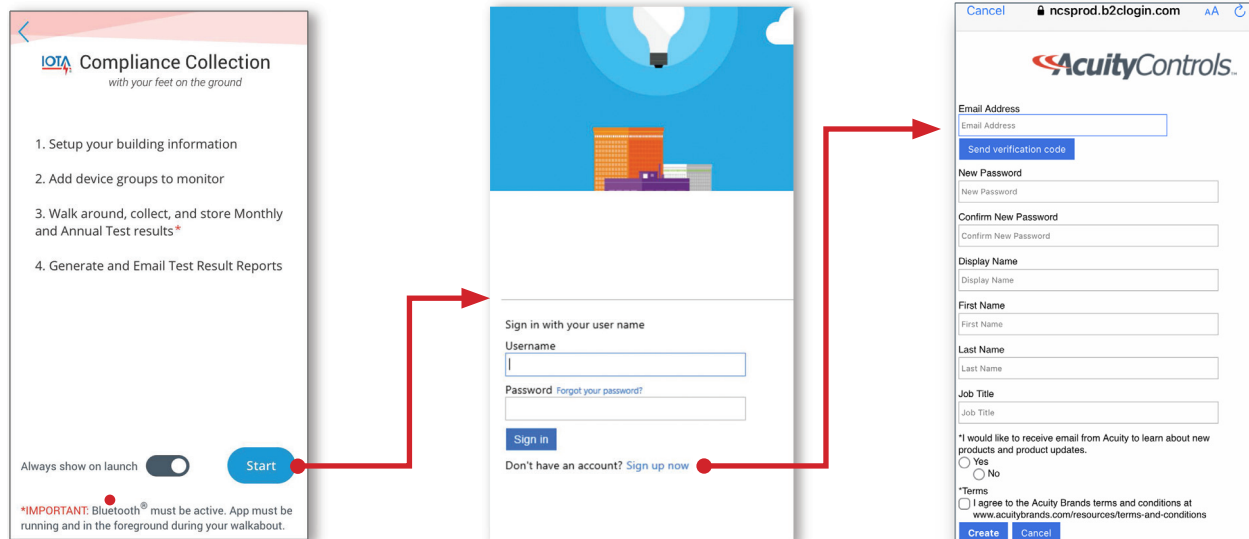 IOTA Compliance Collection
with your feet on the ground
1. Setup your building information
2. Add device groups to monitor
3. Walk around, collect, and store Monthly
and Annual Test results*
4. Generate and Email Test Result Reports
Always show on launch
Start
*IMPORTANT: Bluetooth® must be active. App must be
running and in the foreground during your walkabout.
Sign in with your user name
Username
Password Forgot your password?
Sign in
Don't have an account? Sign up now
Cancel ncsprod.b2clogin.com AA
AcuityControls™
Email Address
Email Address
Send verification code
New Password
New Password
Confirm New Password
Confirm New Password
Display Name
Display Name
First Name
First Name
Last Name
Last Name
Job Title
Job Title
*I would like to receive email from Acuity to learn about new
products and product updates.
Yes
No
*Terms
I agree to the Acuity Brands terms and conditions at
www.acuitybrands.com/resources/terms-and-conditions
Create Cancel